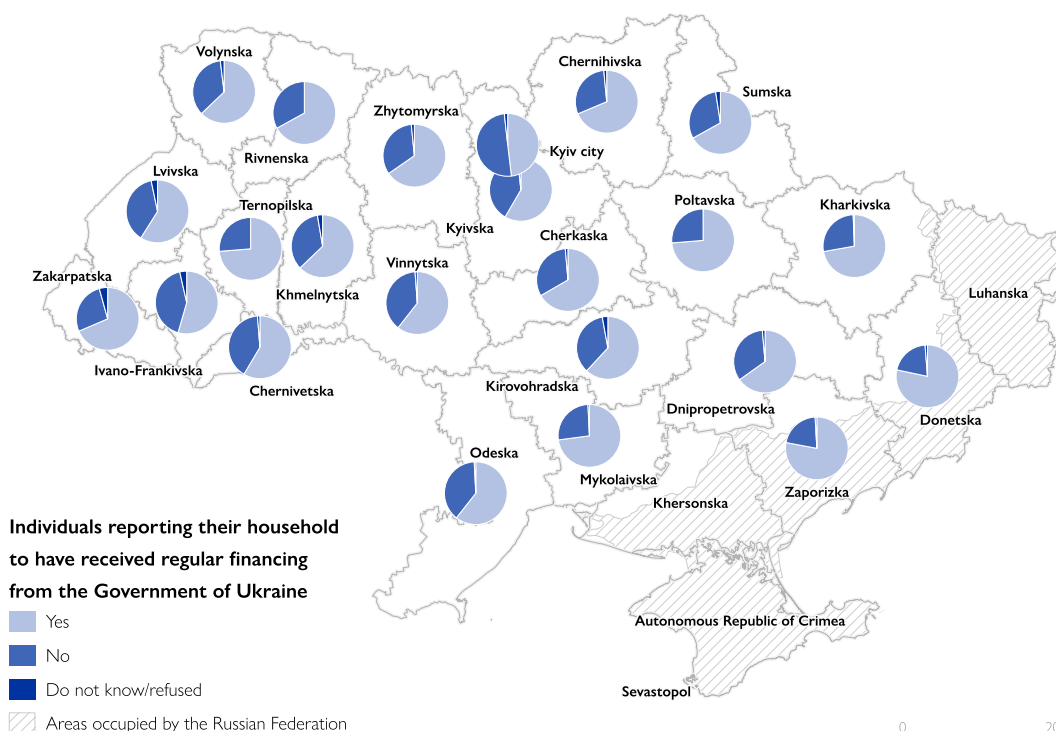 Volynska
Chernihivska
Sumska
Zhytomyrska
Kyiv city
Rivnenska
Lvivska
Ternopilska
Poltavska
Kharkivska
Kyivska
Cherkaska
Vinnytska
Zakarpatska
Khmelnytska
Luhanska
Ivano-Frankivska
Chernivetska
Kirovohradska
Dnipropetrovska
Donetska
Odeska
Mykolaivska
Zaporizka
Khersonska
Individuals reporting their household
to have received regular financing
from the Government of Ukraine
Yes
No
Do not know/refused
Areas occupied by the Russian Federation
Autonomous Republic of Crimea
Sevastopol
0
20